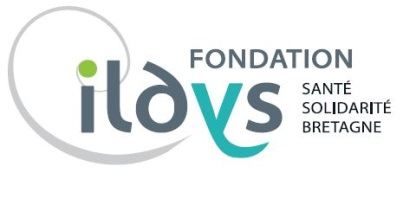 FONDATION
ildys
SANTÉ
SOLIDARITÉ
BRETAGNE